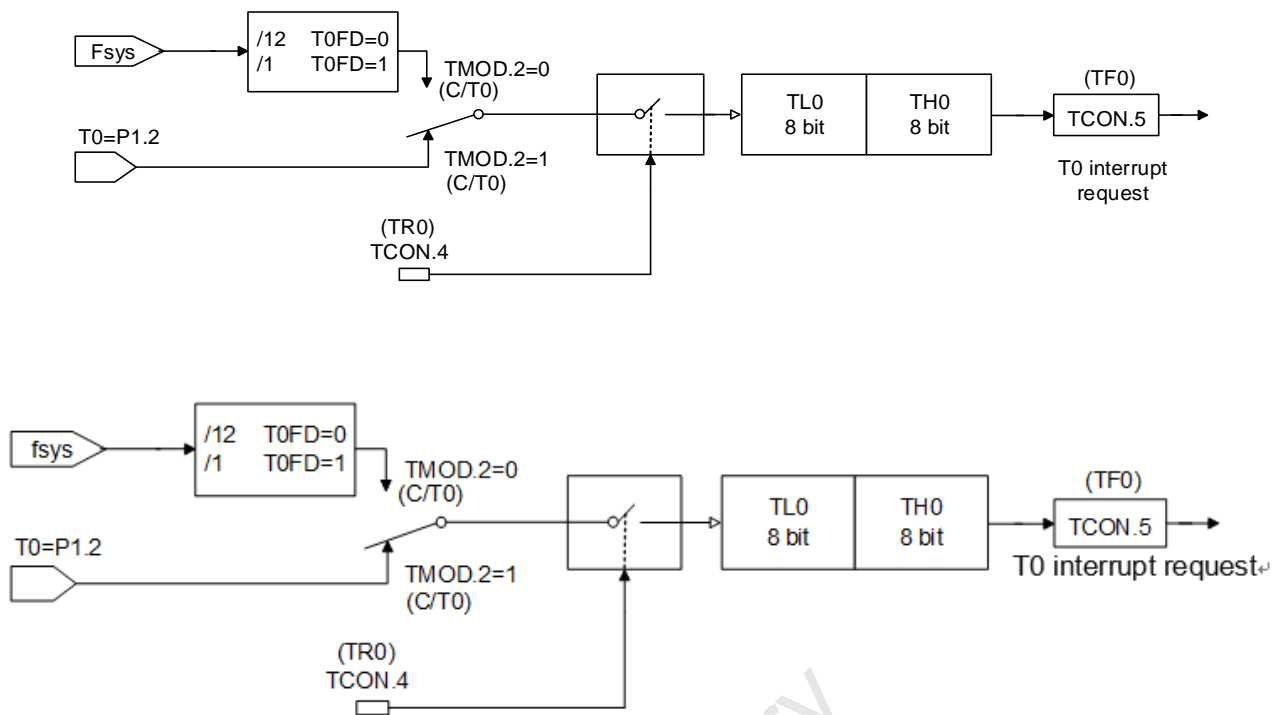 /12 T0FD=0
/1 T0FD=1
Fsys
TMOD.2=0
(C/T0)
T0=P1.2
TMOD.2=1
(C/T0)
TL0
8 bit
TH0
8 bit
(TF0)
TCON.5
T0 interrupt
request
(TR0)
TCON.4
/12 T0FD=0
/1 T0FD=1
fsys
TMOD.2=0
(C/T0)
T0=P1.2
TMOD.2=1
(C/T0)
TL0
8 bit
TH0
8 bit
(TF0)
TCON.5
T0 interrupt request↵
(TR0)
TCON.4